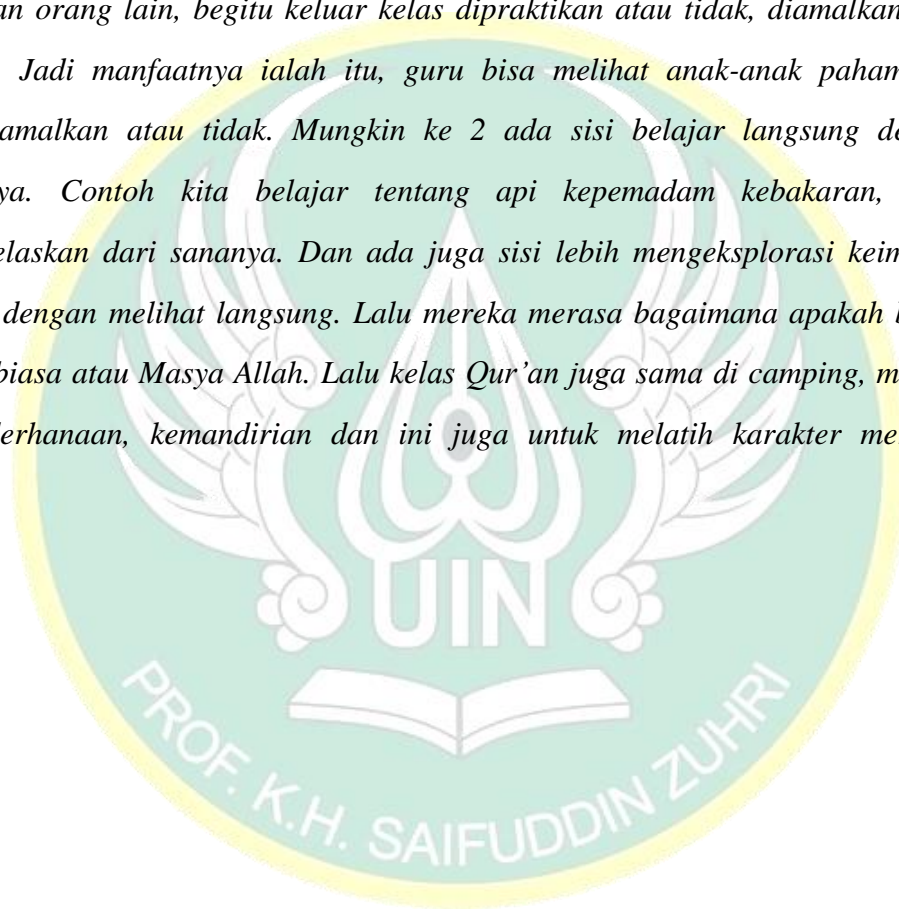 an orang lain, begitu keluar kelas dipraktikan atau tidak, diamalkan
Jadi manfaatnya ialah itu, guru bisa melihat anak-anak paham
amalkan atau tidak. Mungkin ke 2 ada sisi belajar langsung de
ya. Contoh kita belajar tentang api kepemadam kebakaran,
elaskan dari sananya. Dan ada juga sisi lebih mengeksplorasi keim
dengan melihat langsung. Lalu mereka merasa bagaimana apakah
biasa atau Masya Allah. Lalu kelas Qur’an juga sama di camping, m
erhanaan, kemandirian dan ini juga untuk melatih karakter me
UIN
PROF. K.H. SAIFUDDIN ZUHRI